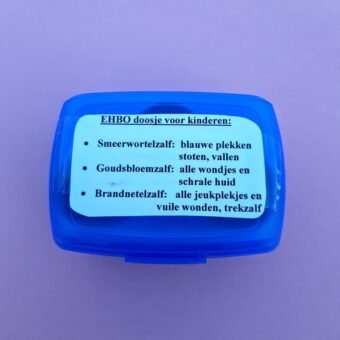 EHBO doosje voor kinderen:
• Smeerwortelzalf: blauwe plekken
stoten, vallen
• Goudsbloemzalf: alle wondjes en
schrale huid
• Brandnetelzalf: alle jeukplekjes en
vuile wonden, trekzalf